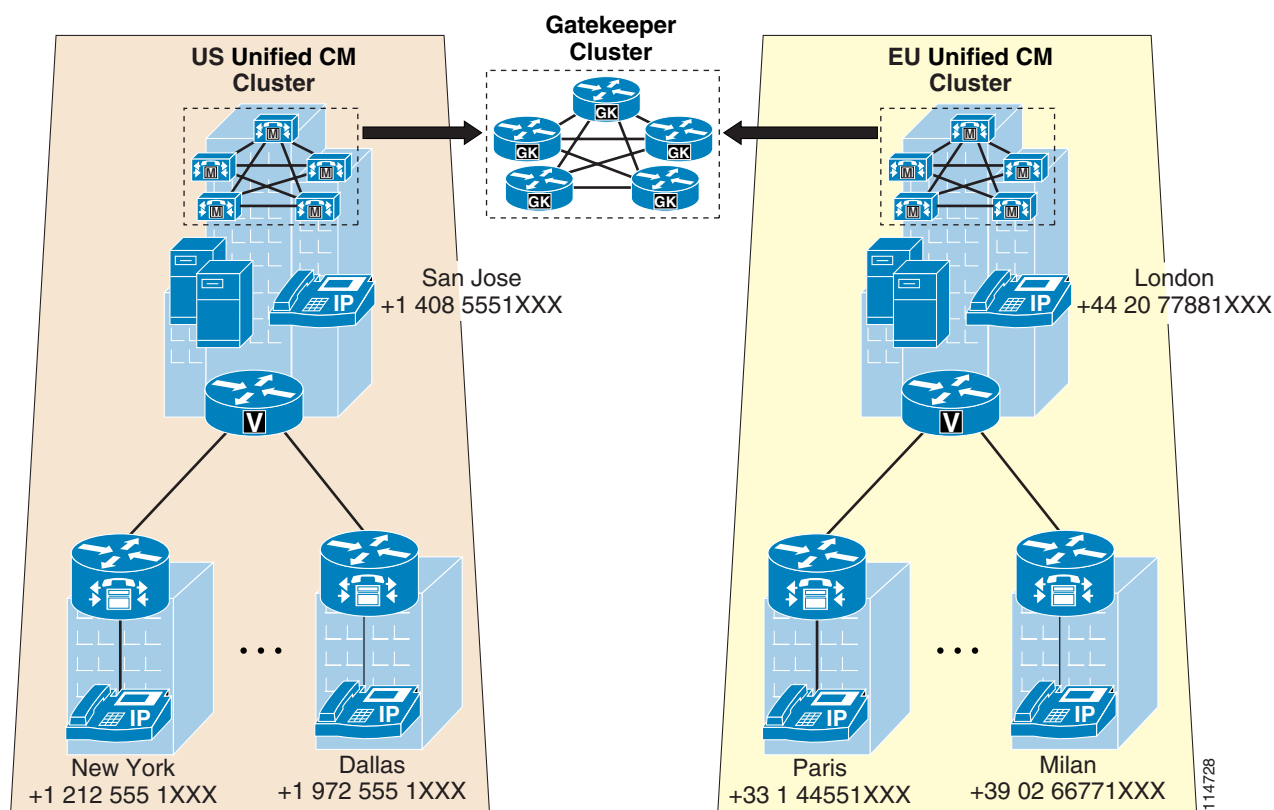 Gatekeeper
Cluster
US Unified CM
Cluster
EU Unified CM
Cluster
M
M
M
M
M
GK
GK
GK
GK
GK
M
M
M
M
M
San Jose
+1 408 5551XXX
IP
London
+44 20 77881XXX
IP
V
V
• • •
• • •
IP
IP
IP
IP
New York
+1 212 555 1XXX
Dallas
+1 972 555 1XXX
Paris
+33 1 44551XXX
Milan
+39 02 66771XXX
114728